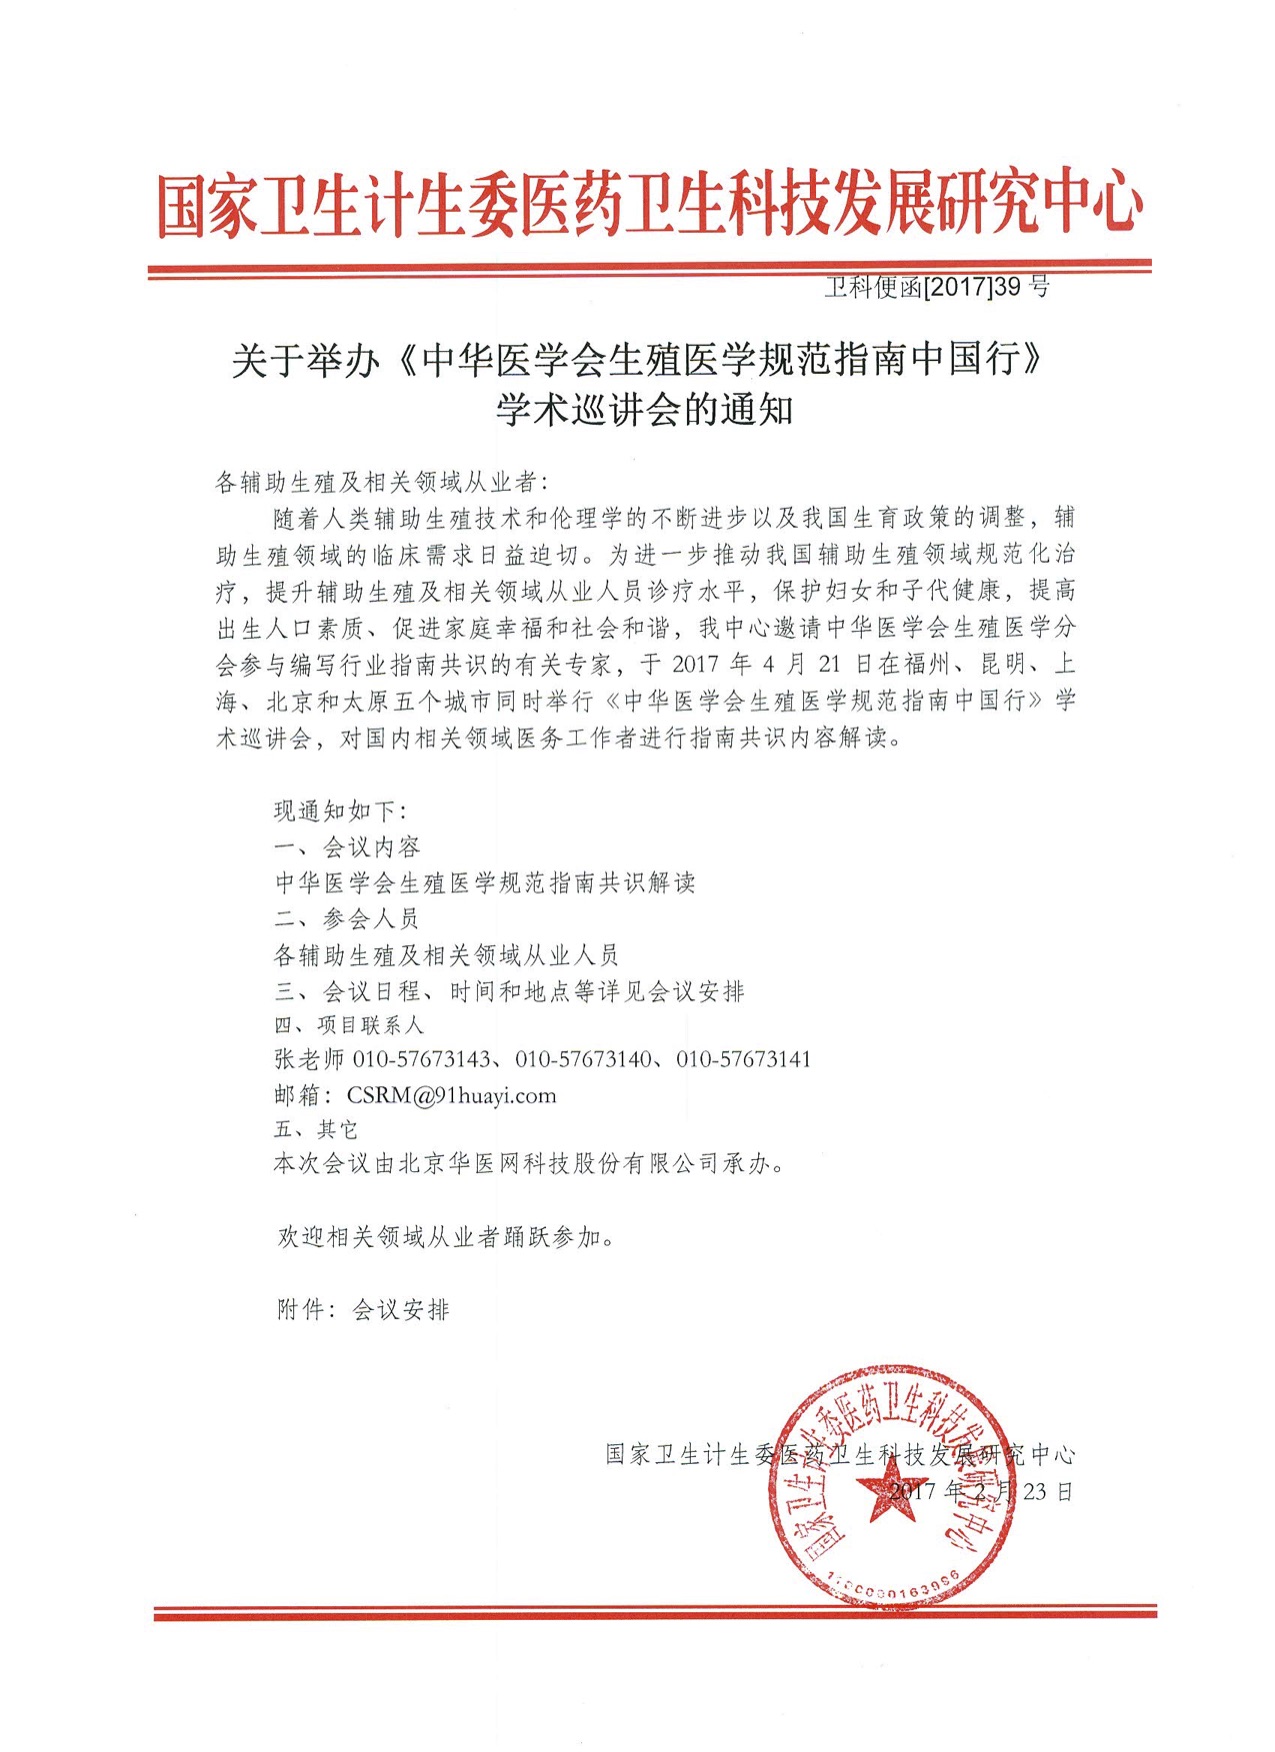 国家卫生计生委医药卫生科技发展研究中心
卫科便函[2017]39 号
关于举办《中华医学会生殖医学规范指南中国行》
学术巡讲会的通知
各辅助生殖及相关领域从业者：
随着人类辅助生殖技术和伦理学的不断进步以及我国生育政策的调整，辅
助生殖领域的临床需求日益迫切。为进一步推动我国辅助生殖领域规范化治
疗，提升辅助生殖及相关领域从业人员诊疗水平，保护妇女和子代健康，提高
出生人口素质、促进家庭幸福和社会和谐，我中心邀请中华医学会生殖医学分
会参与编写行业指南共识的有关专家，于 2017 年 4 月 21 日在福州、昆明、上
海、北京和太原五个城市同时举行《中华医学会生殖医学规范指南中国行》学
术巡讲会，对国内相关领域医务工作者进行指南共识内容解读。
现通知如下：
一、会议内容
中华医学会生殖医学规范指南共识解读
二、参会人员
各辅助生殖及相关领域从业人员
三、会议日程、时间和地点等详见会议安排
四、项目联系人
张老师 010-57673143、010-57673140、010-57673141
邮箱：CSRM@91huayi.com
五、其它
本次会议由北京华医网科技股份有限公司承办。
欢迎相关领域从业者踊跃参加。
附件：会议安排
国家卫生计生委医药卫生科技发展研究中心
2017 年 2 月 23 日
国家卫生计生委医药卫生科技发展研究中心